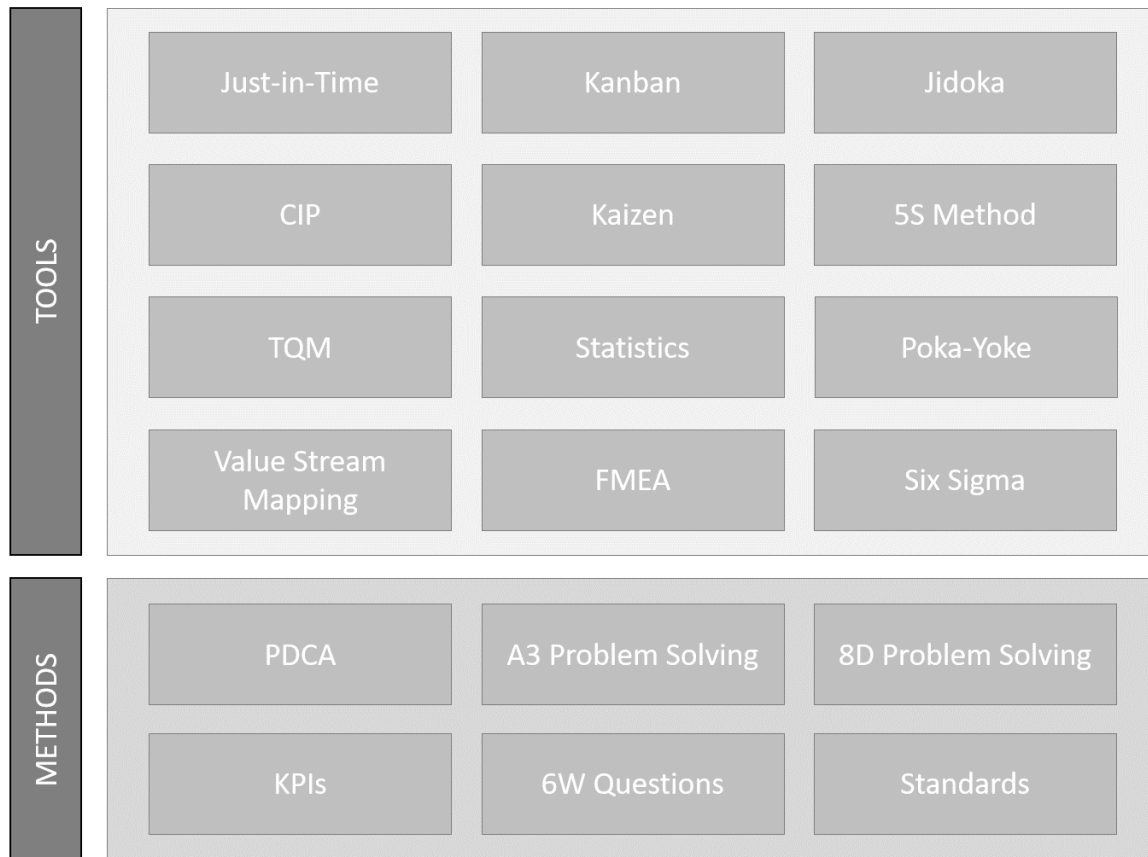 TOOLS
Just-in-Time
Kanban
Jidoka
CIP
Kaizen
5S Method
TQM
Statistics
Poka-Yoke
Value Stream
Mapping
FMEA
Six Sigma
METHODS
PDCA
A3 Problem Solving
8D Problem Solving
KPIs
6W Questions
Standards